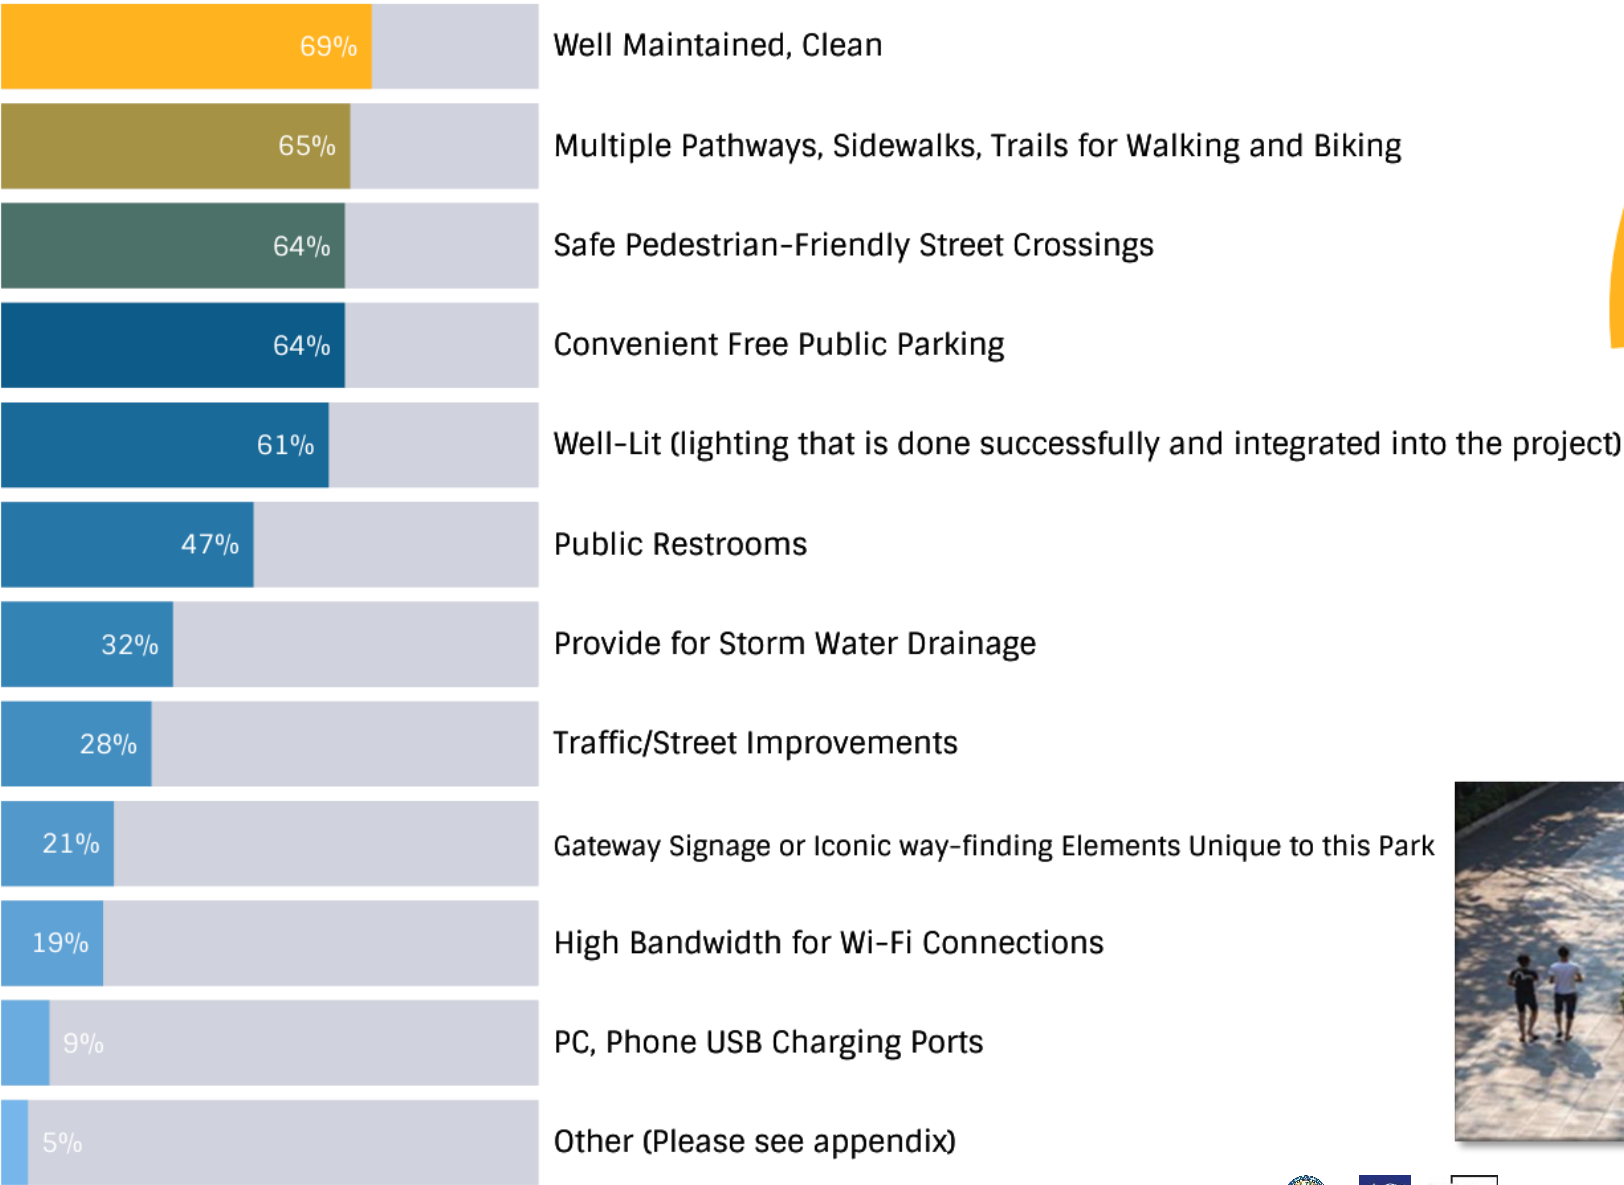 69% Well Maintained, Clean
65% Multiple Pathways, Sidewalks, Trails for Walking and Biking
64% Safe Pedestrian-Friendly Street Crossings
64% Convenient Free Public Parking
61% Well-Lit (lighting that is done successfully and integrated into the project)
47% Public Restrooms
32% Provide for Storm Water Drainage
28% Traffic/Street Improvements
21% Gateway Signage or Iconic way-finding Elements Unique to this Park
19% High Bandwidth for Wi-Fi Connections
9% PC, Phone USB Charging Ports
5% Other (Please see appendix)